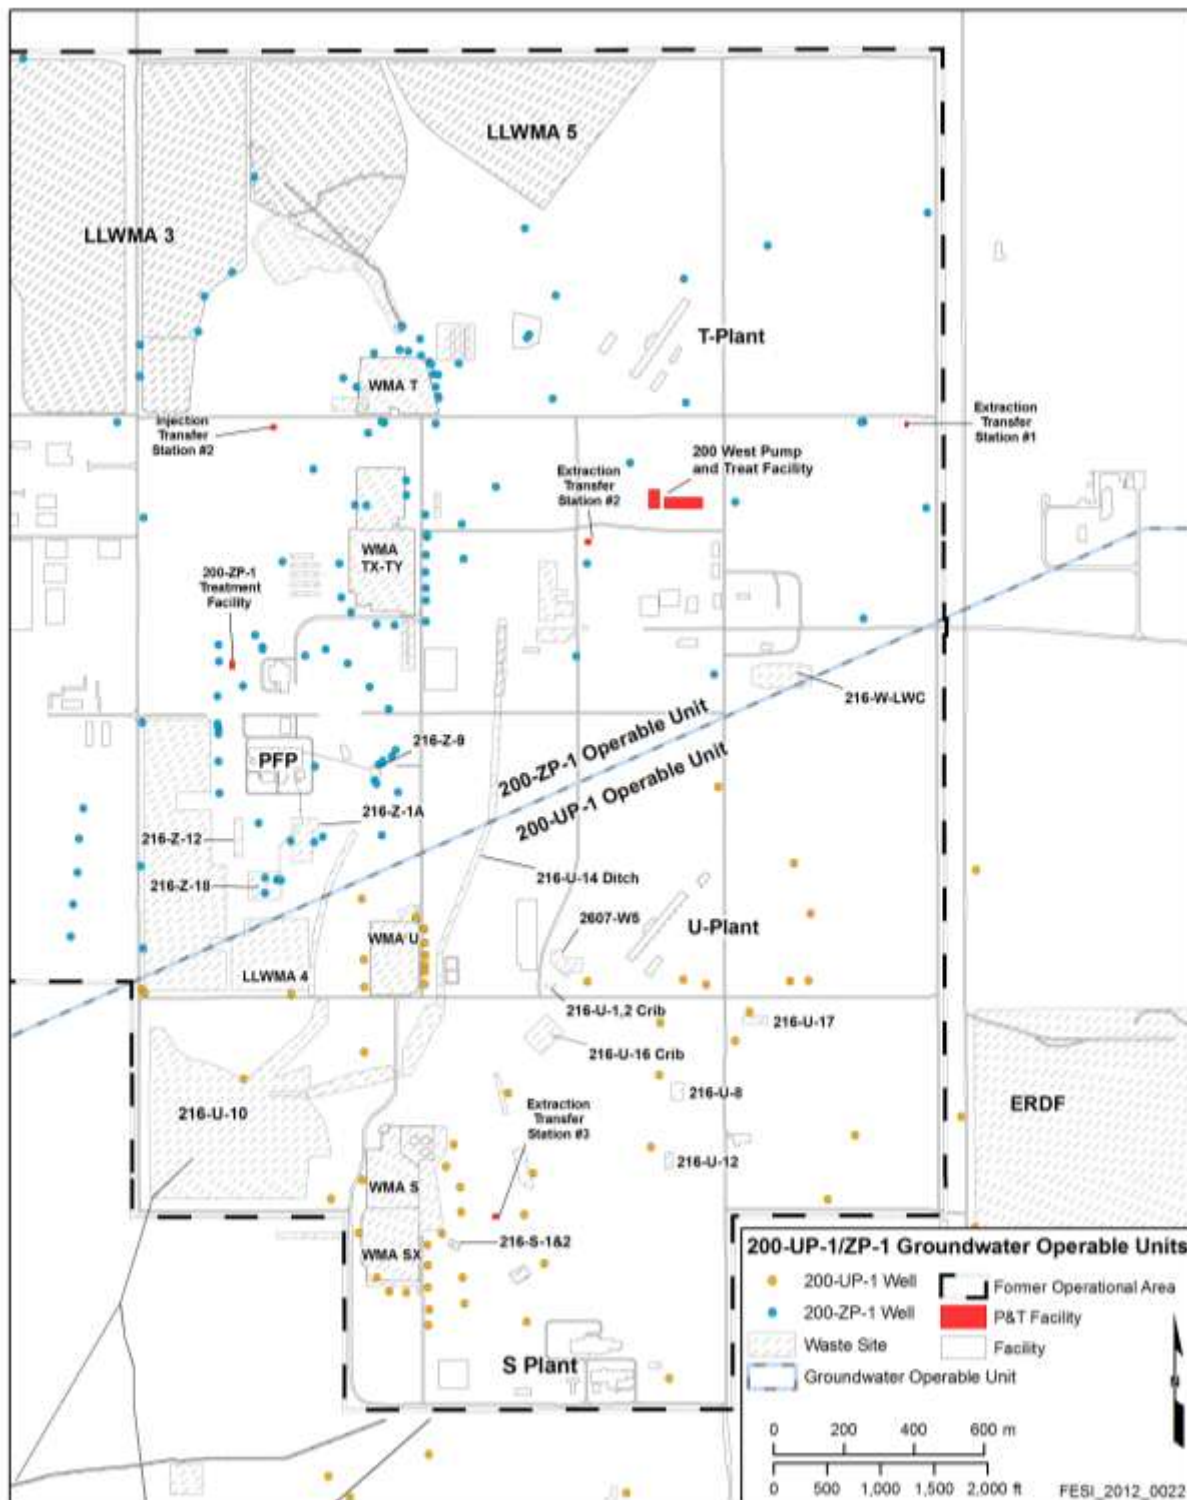 LLWMA 5
LLWMA 3
T-Plant
WMA T
Injection
Transfer
Station #2
Extraction
Transfer
Station #1
200 West Pump
and Treat Facility
Extraction
Transfer
Station #2
WMA
TX-TY
200-ZP-1
Treatment
Facility
216-W-LWC
200-ZP-1 Operable Unit
200-UP-1 Operable Unit
216-Z-9
PFP
216-Z-1A
216-Z-12
216-Z-18
216-U-14 Ditch
2607-W5
U-Plant
WMA U
LLWMA 4
216-U-1,2 Crib
216-U-17
216-U-16 Crib
216-U-8
ERDF
216-U-10
Extraction
Transfer
Station #3
216-U-12
WMA S
216-S-1&2
WMA SX
S Plant
200-UP-1/ZP-1 Groundwater Operable Units
200-UP-1 Well
Former Operational Area
200-ZP-1 Well
P&T Facility
Waste Site
Facility
Groundwater Operable Unit
N
0 200 400 600 m
0 500 1,000 1,500 2,000 ft
FESI_2012_0022